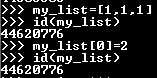 >>> my_list=[1,1,1]
>>> id(my_list)
44620776
>>> my_list[0]=2
>>> id(my_list)
44620776